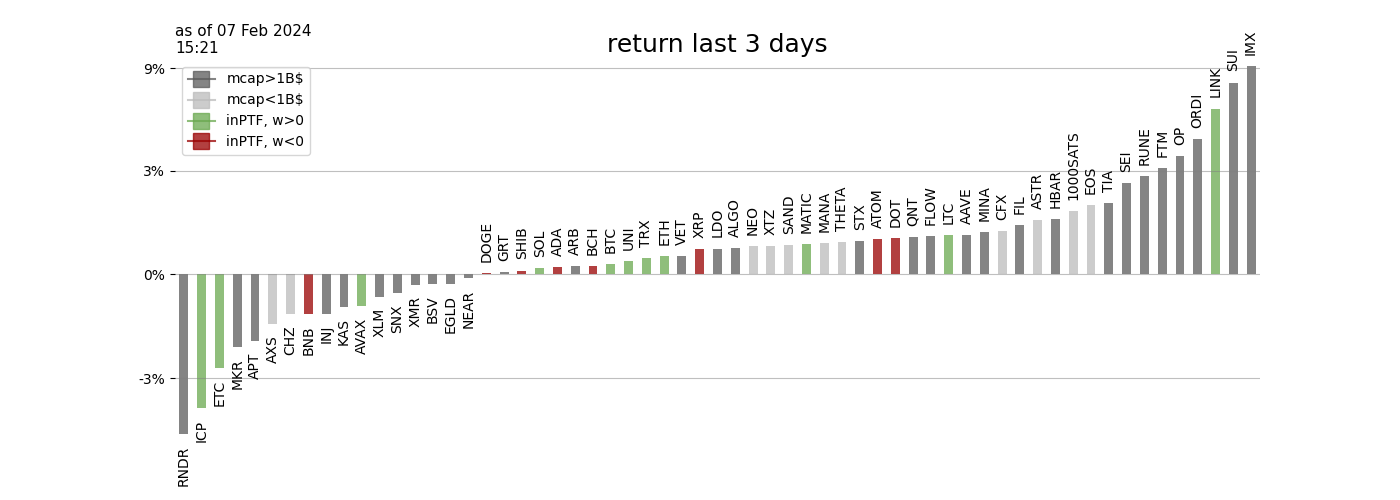 as of 07 Feb 2024
15:21
return last 3 days
9%
3%
0%
-3%
mcap>1B$
mcap<1B$
inPTF, w>0
inPTF, w<0
RNDR
ICP
ETC
MKR
APT
AXS
CHZ
BNB
INJ
KAS
AVAX
XLM
SNX
XMR
BSV
EGLD
NEAR
DOGE
GRT
SHIB
SOL
ADA
ARB
BCH
BTC
UNI
TRX
ETH
VET
XRP
LDO
ALGO
NEO
XTZ
SAND
MATIC
MANA
THETA
STX
ATOM
DOT
QNT
FLOW
LTC
AAVE
MINA
CFX
FIL
ASTR
HBAR
1000SATS
EOS
TIA
SEI
RUNE
FTM
OP
ORDI
LINK
SUI
IMX